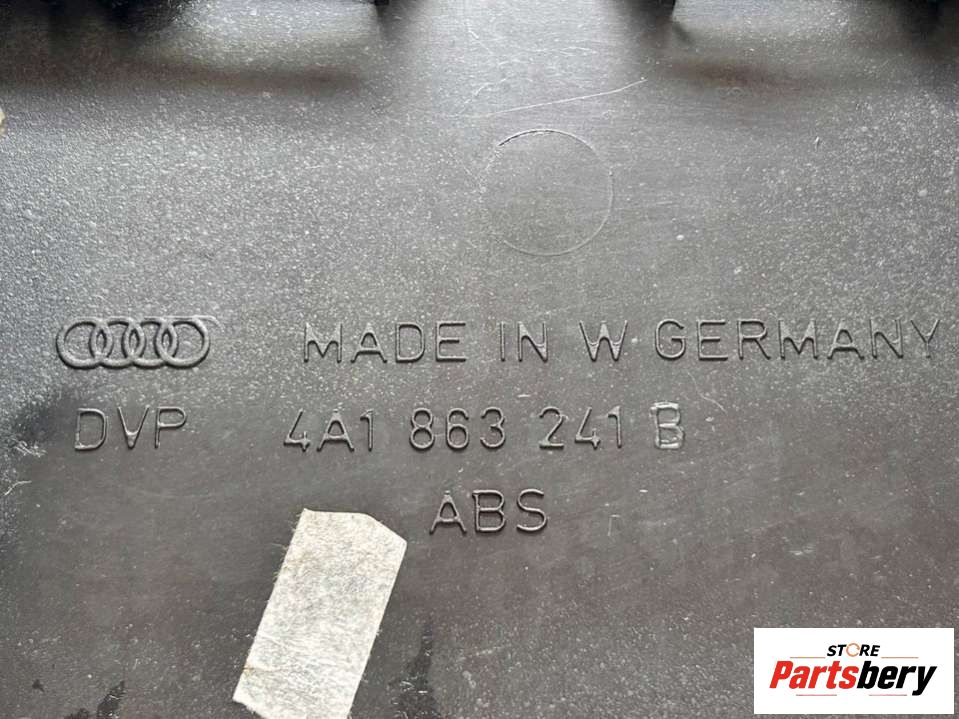 MADE IN W GERMANY
DVP 4A1 863 241 B
ABS
STORE
Partsbery